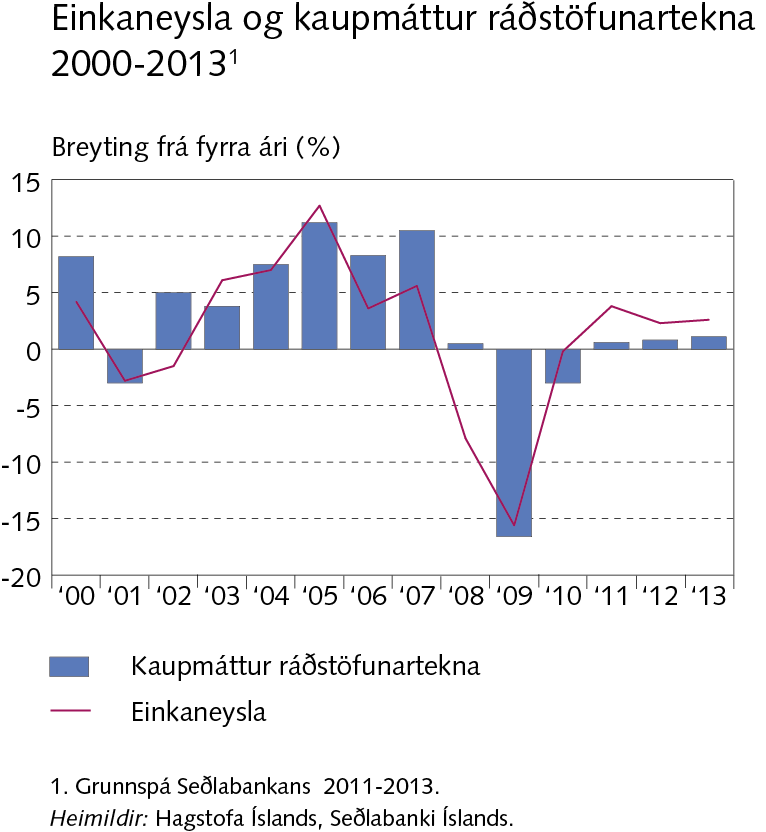 Einkaneysla og kaupmáttur ráðstöfunartekna
2000-2013¹
Breyting frá fyrra ári (%)
15
10
5
0
-5
-10
-15
-20
‘00 ‘01 ‘02 ‘03 ‘04 ‘05 ‘06 ‘07 ‘08 ‘09 ‘10 ‘11 ‘12 ‘13
Kaupmáttur ráðstöfunartekna
Einkaneysla
1. Grunnspá Seðlabankans 2011-2013.
Heimildir: Hagstofa Íslands, Seðlabanki Íslands.